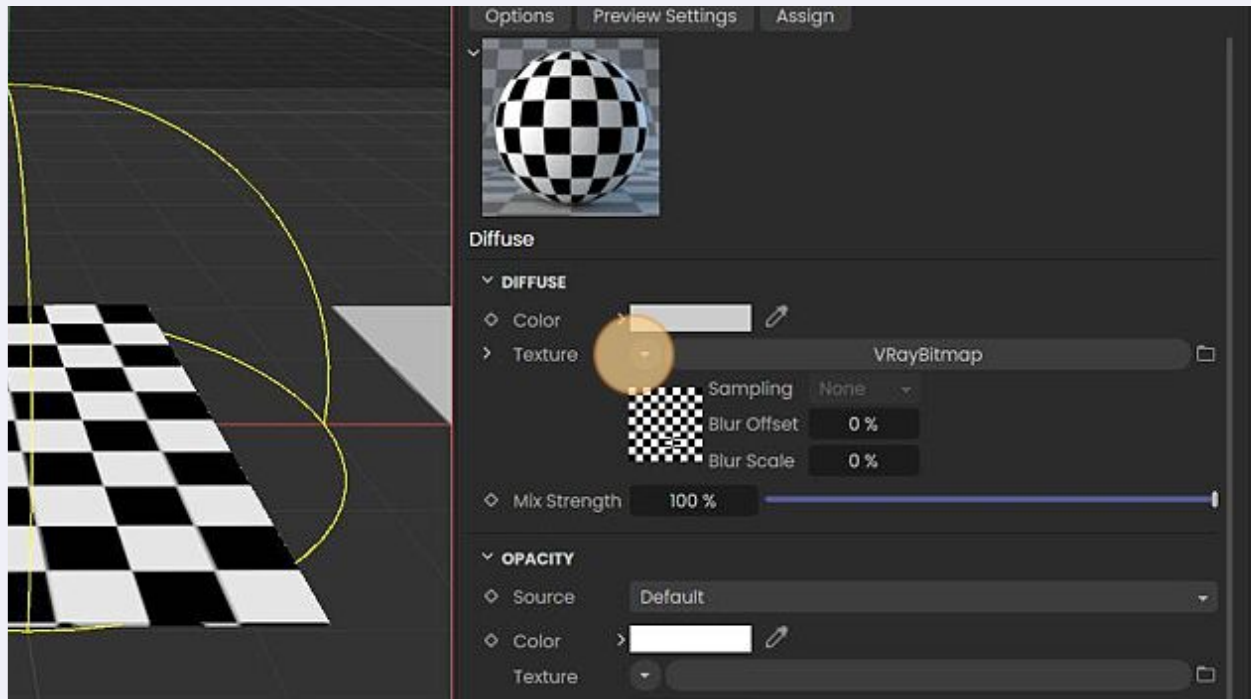 Options Preview Settings Assign
Diffuse
DIFFUSE
Color
Texture VRayBitmap
Sampling None
Blur Offset 0 %
Blur Scale 0 %
Mix Strength 100 %
OPACITY
Source Default
Color
Texture